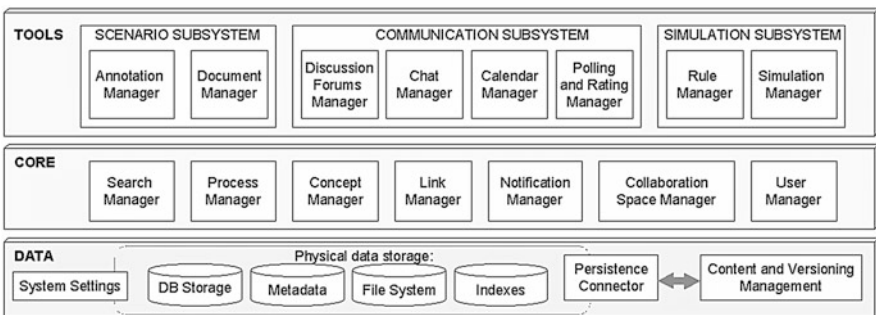 TOOLS
SCENARIO SUBSYSTEM
Annotation
Manager
Document
Manager
COMMUNICATION SUBSYSTEM
Discussion
Forums
Manager
Chat
Manager
Calendar
Manager
Polling
and Rating
Manager
SIMULATION SUBSYSTEM
Rule
Manager
Simulation
Manager
CORE
Search
Manager
Process
Manager
Concept
Manager
Link
Manager
Notification
Manager
Collaboration
Space Manager
User
Manager
DATA
System Settings
Physical data storage:
DB Storage
Metadata
File System
Indexes
Persistence
Connector
Content and Versioning
Management